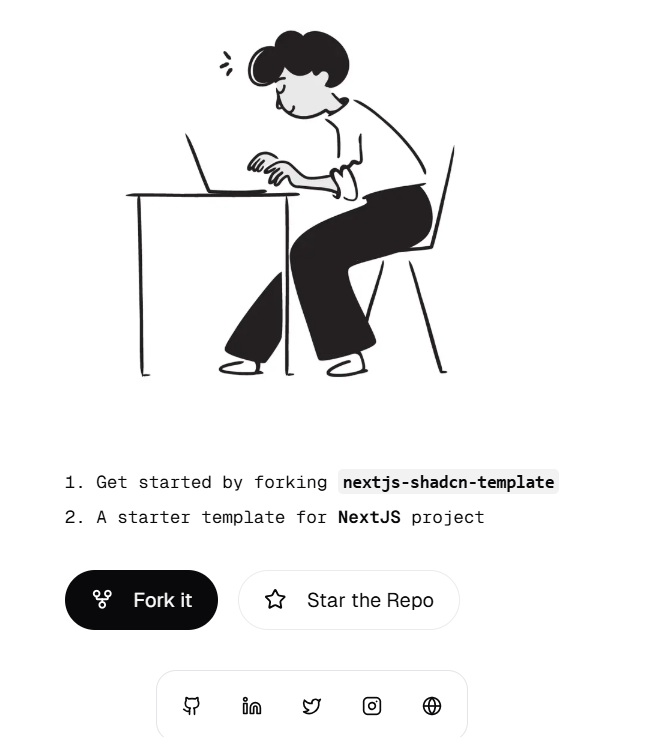 1. Get started by forking nextjs-shadcn-template
2. A starter template for NextJS project
Fork it
Star the Repo